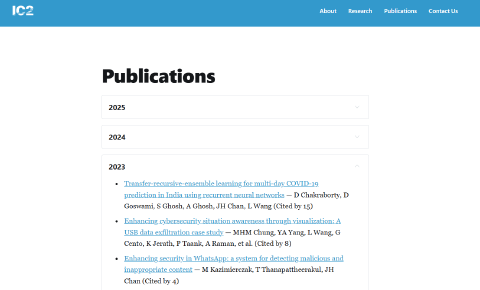 IC2
About Research Publications Contact Us
Publications
2025
2024
2023
Transfer-recursive-ensemble learning for multi-day COVID-19
prediction in India using recurrent neural networks — D Chakraborty, D
Goswami, S Ghosh, A Ghosh, JH Chan, L Wang (Cited by 15)
Enhancing cybersecurity situation awareness through visualization: A
USB data exfiltration case study — MHM Chung, YA Yang, L Wang, G
Cento, K Jerath, P Taank, A Raman, et al. (Cited by 8)
Enhancing security in WhatsApp: a system for detecting malicious and
inappropriate content — M Kazimierczak, T Thanapattheerakul, JH
Chan (Cited by 4)